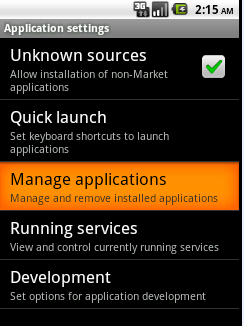 3G 2:15 AM
Application settings
Unknown sources
Allow installation of non-Market
applications
Quick launch
Set keyboard shortcuts to launch
applications
Manage applications
Manage and remove installed applications
Running services
View and control currently running services
Development
Set options for application development